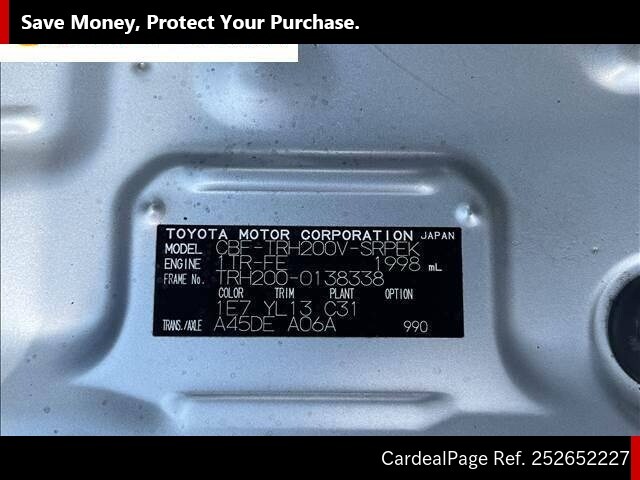 Save Money, Protect Your Purchase.
TOYOTA MOTOR CORPORATION JAPAN
MODEL CBF-TRH200V-SRPEK
ENGINE 1TR-FE 1998 mL
FRAME No. TRH200-0138338
COLOR TRIM PLANT OPTION
1E7 YL13 C31
TRANS./AXLE A45DE A06A 990
CardealPage Ref. 252652227